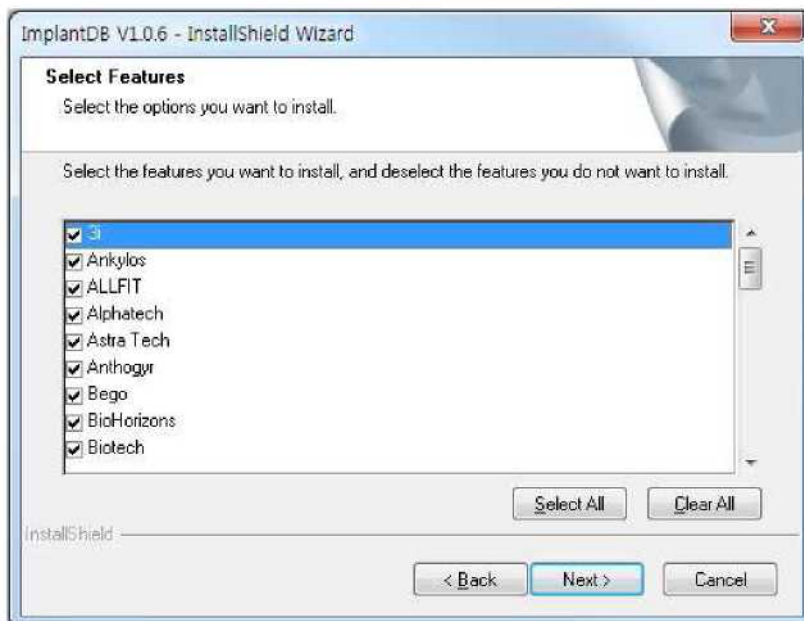 ImplantDB V1.0.6 - InstallShield Wizard
Select Features
Select the options you want to install.
Select the features you want to install, and deselect the features you do not want to install.
3i
Ankylos
ALLFIT
Alphatech
Astra Tech
Anthogyr
Bego
BioHorizons
Biotech
Select All Clear All
InstallShield
< Back Next > Cancel